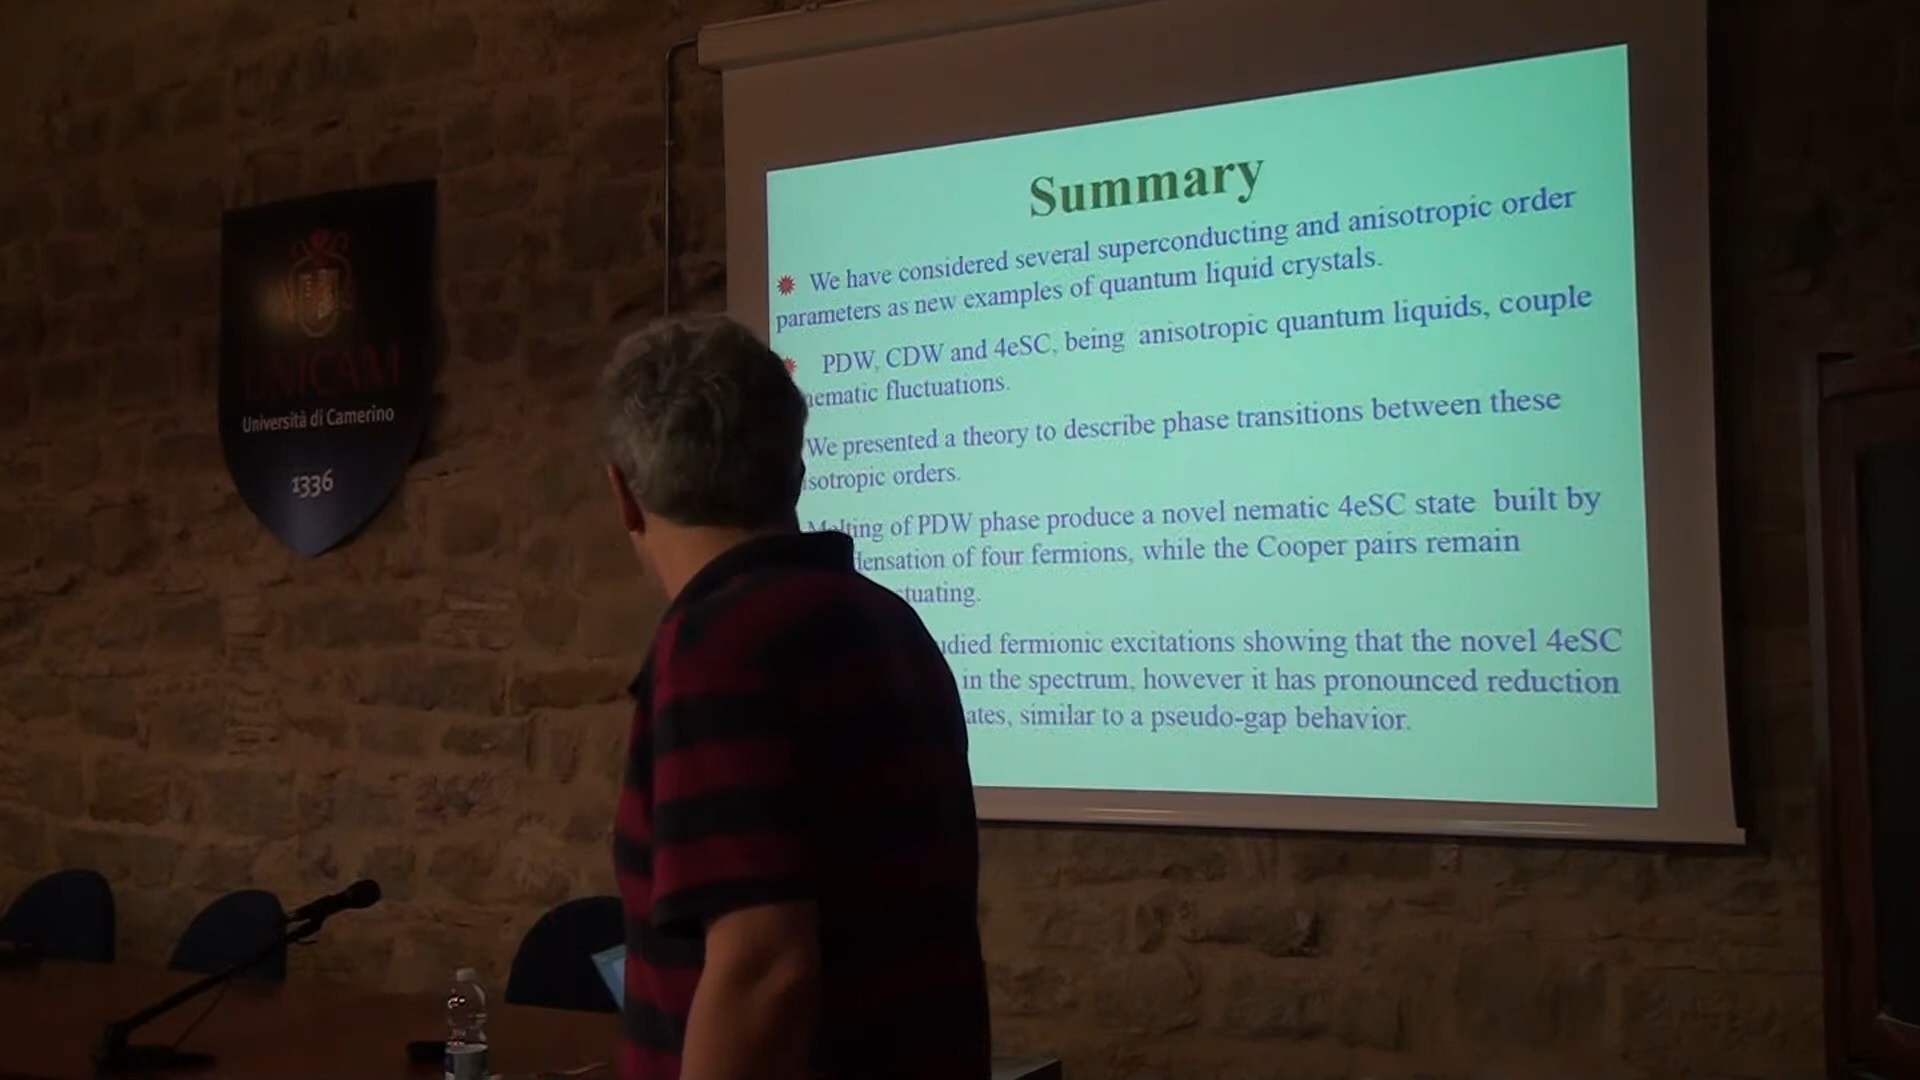 UNICAM
Università di Camerino
1336
Summary
We have considered several superconducting and anisotropic order
parameters as new examples of quantum liquid crystals.
PDW, CDW and 4eSC, being anisotropic quantum liquids, couple
nematic fluctuations.
We presented a theory to describe phase transitions between these
isotropic orders.
Melting of PDW phase produce a novel nematic 4eSC state built by
densation of four fermions, while the Cooper pairs remain
ctuating.
udied fermionic excitations showing that the novel 4eSC
in the spectrum, however it has pronounced reduction
ates, similar to a pseudo-gap behavior.